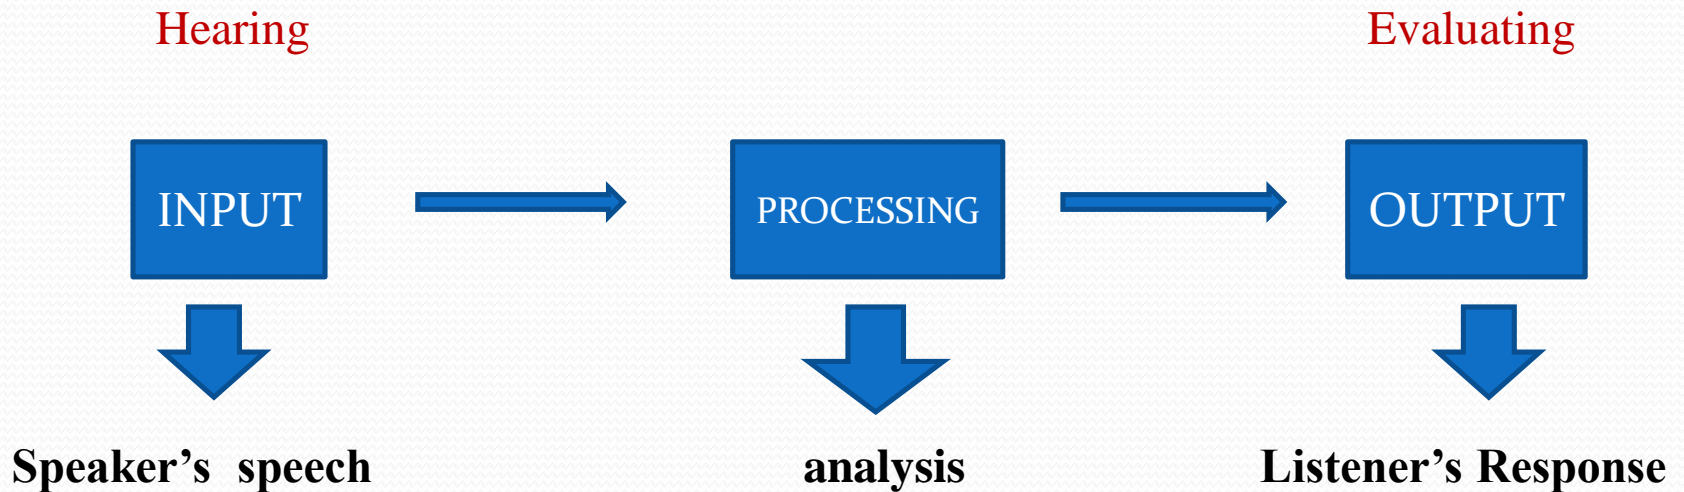 Hearing
Evaluating
INPUT
PROCESSING
OUTPUT
Speaker’s speech
analysis
Listener’s Response